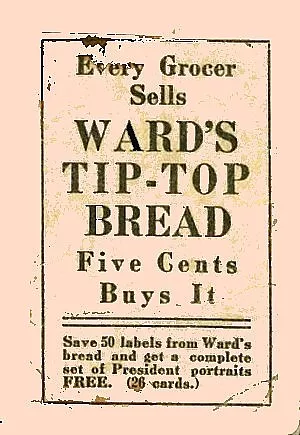 Every Grocer
Sells
WARD'S
TIP-TOP
BREAD
Five Cents
Buys It
Save 50 labels from Ward's
bread and get a complete
set of President portraits
FREE. (26 cards.)